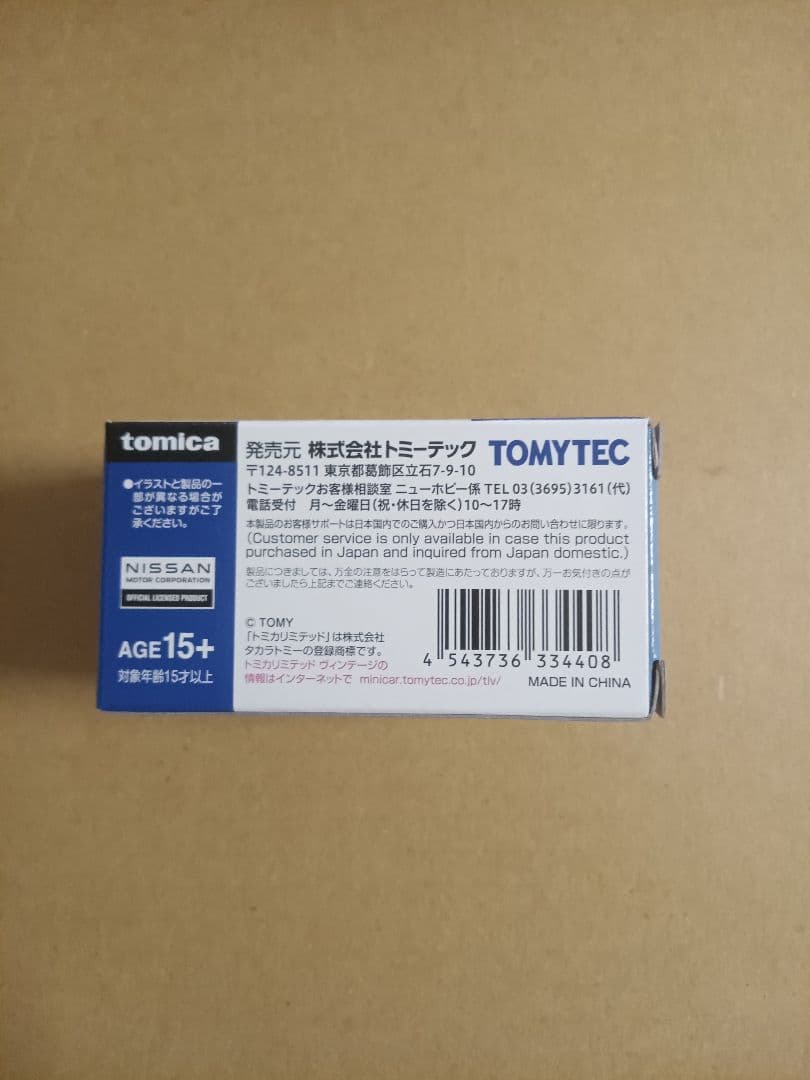 tomica
●イラストと製品の一
部が異なる場合が
ございますがご了
承ください。
NISSAN
MOTOR CORPORATION
OFFICIAL LICENSED PRODUCT
AGE15+
対象年齢15才以上
発売元 株式会社トミーテック TOMYTEC
〒124-8511 東京都葛飾区立石7-9-10
トミーテックお客様相談室 ニューホビー係 TEL 03(3695)3161(代)
電話受付 月～金曜日(祝・休日を除く)10～17時
本製品のお客様サポートは日本国内でのご購入かつ日本国内からのお問い合わせに限ります。
(Customer service is only available in case this product
purchased in Japan and inquired from Japan domestic.)
製品につきましては、万全の注意をはらって製造にあたっておりますが、万一お気付きの点が
ございましたら上記までご連絡ください。
© TOMY
「トミカリミテッド」は株式会社
タカラトミーの登録商標です。
トミカリミテッド ヴィンテージの
情報はインターネットで minicar.tomytec.co.jp/tlv/
4 543736 334408
MADE IN CHINA